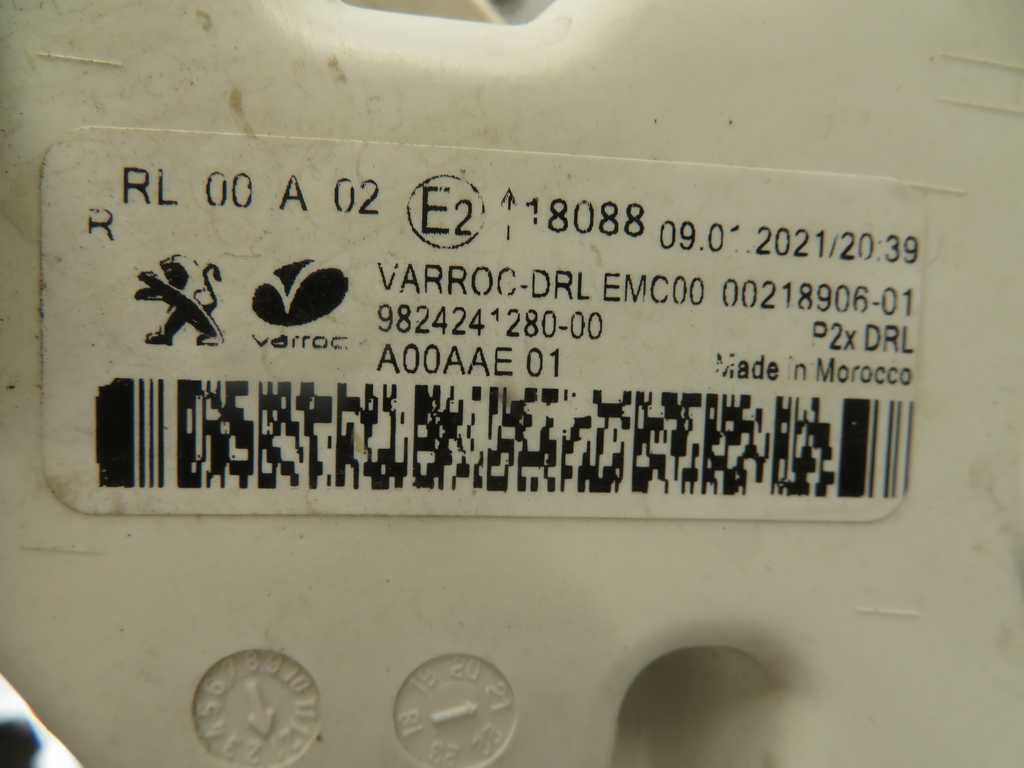 RL 00 A 02 E2 ↑ 18088 09.01.2021/20:39
R
varroc
VARROC-DRL EMC00 00218906-01
9824241280-00 P2x DRL
A00AAE 01 Made in Morocco